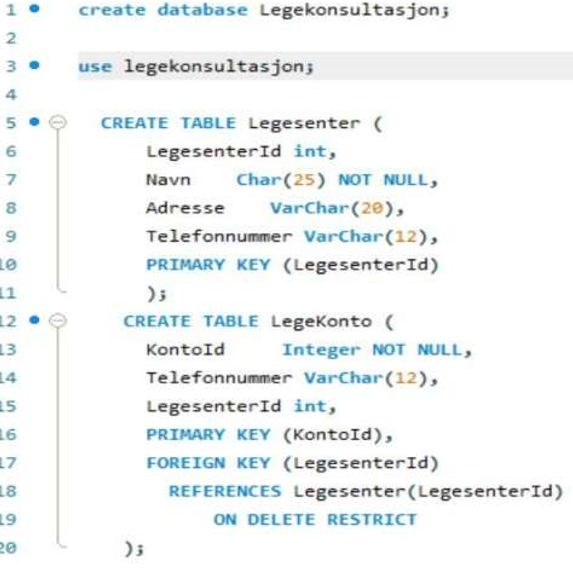 1 create database Legekonsultasjon;
2
3 use legekonsultasjon;
4
5 CREATE TABLE Legesenter (
6 LegesenterId int,
7 Navn Char(25) NOT NULL,
8 Adresse VarChar(20),
9 Telefonnummer VarChar(12),
10 PRIMARY KEY (LegesenterId)
11 );
12 CREATE TABLE LegeKonto (
13 KontoId Integer NOT NULL,
14 Telefonnummer VarChar(12),
15 LegesenterId int,
16 PRIMARY KEY (KontoId),
17 FOREIGN KEY (LegesenterId)
18 REFERENCES Legesenter(LegesenterId)
19 ON DELETE RESTRICT
20 );